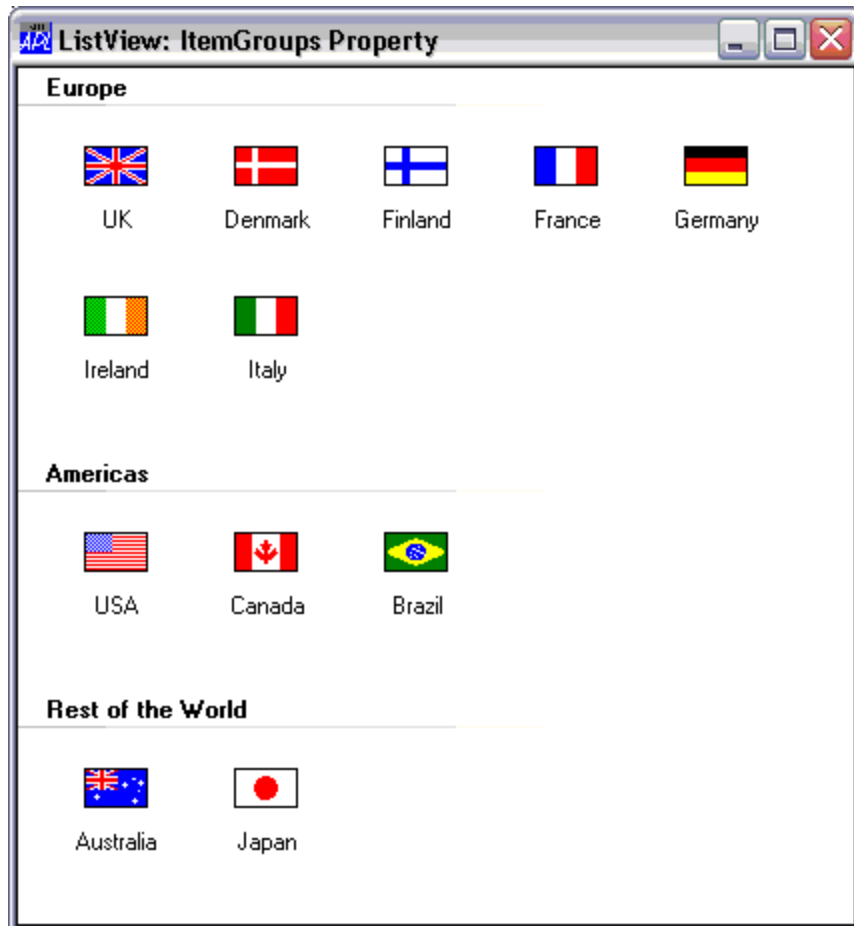 ListView: ItemGroups Property
Europe
UK Denmark Finland France Germany
Ireland Italy
Americas
USA Canada Brazil
Rest of the World
Australia Japan